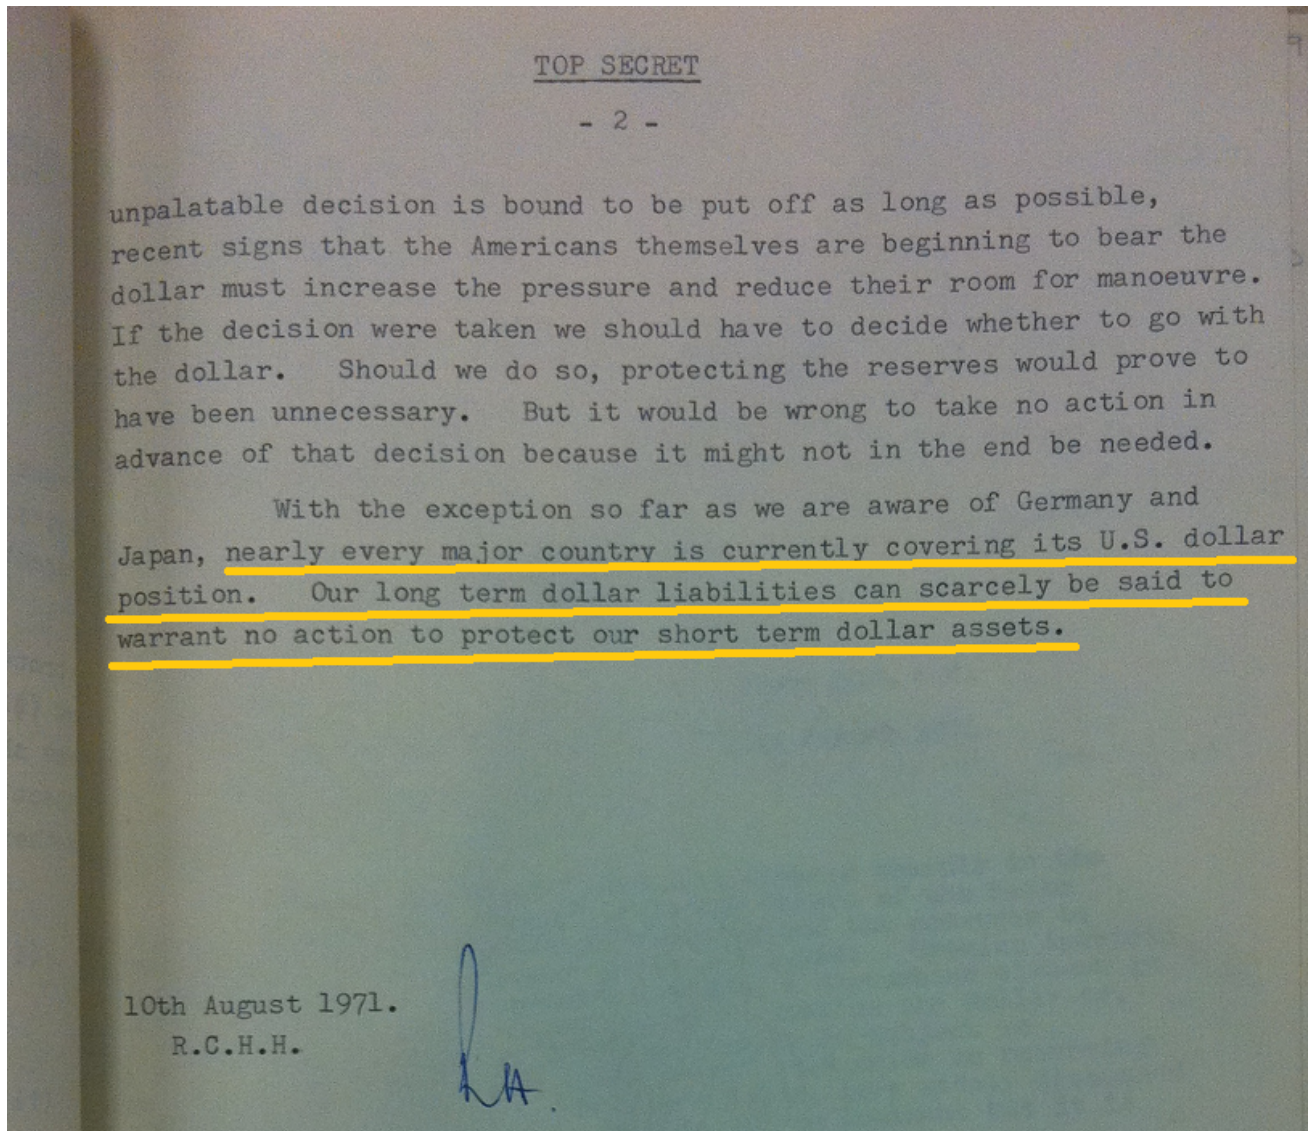 TOP SECRET
- 2 -
unpalatable decision is bound to be put off as long as possible,
recent signs that the Americans themselves are beginning to bear the
dollar must increase the pressure and reduce their room for manoeuvre.
If the decision were taken we should have to decide whether to go with
the dollar. Should we do so, protecting the reserves would prove to
have been unnecessary. But it would be wrong to take no action in
advance of that decision because it might not in the end be needed.
With the exception so far as we are aware of Germany and
Japan, nearly every major country is currently covering its U.S. dollar
position. Our long term dollar liabilities can scarcely be said to
warrant no action to protect our short term dollar assets.
10th August 1971.
R.C.H.H.